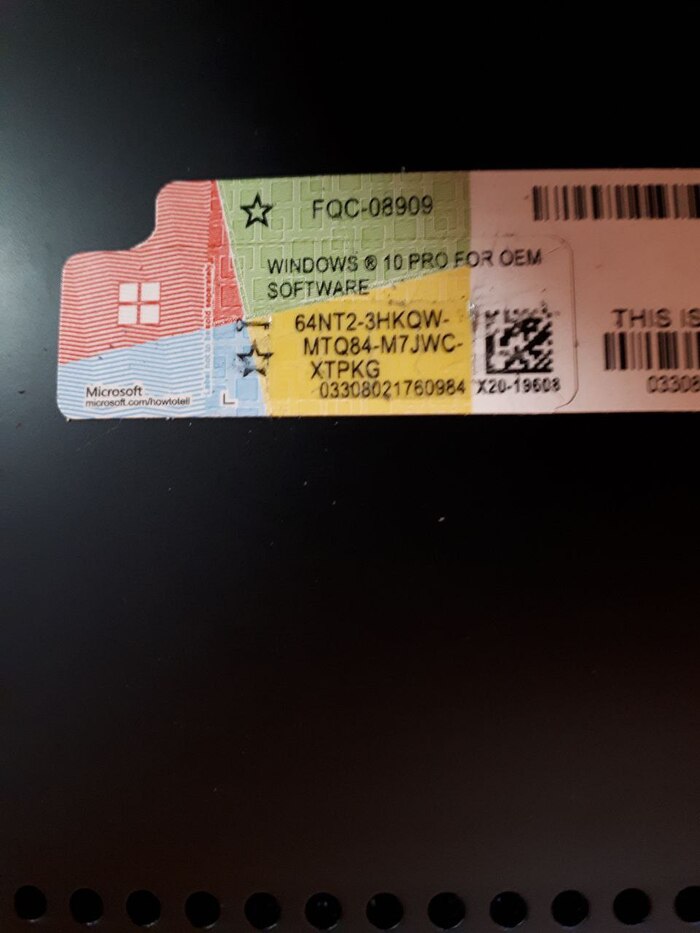 FQC-08909
WINDOWS ® 10 PRO FOR OEM
SOFTWARE
64NT2-3HKQW-
MTQ84-M7JWC-
XTPKG
03308021760984 X20-19608
Microsoft
microsoft.com/howtotell
THIS IS
03308